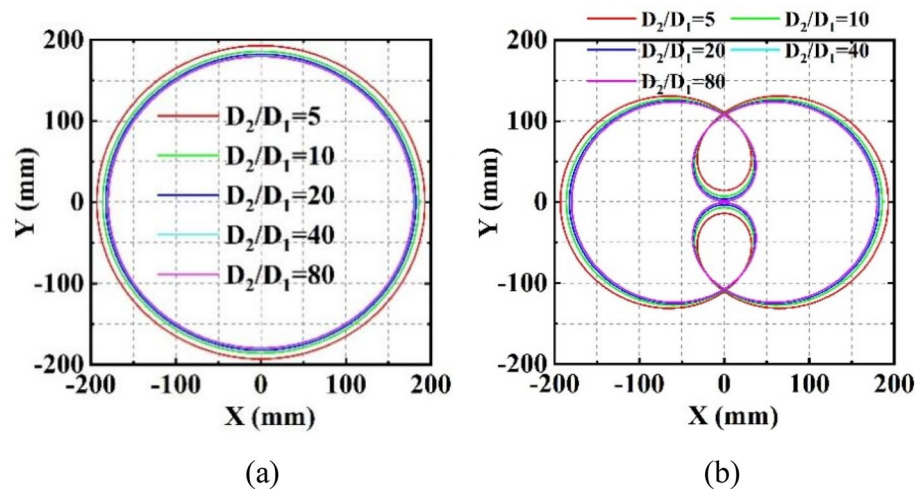 200
100
0
-100
-200
Y (mm)
D₂/D₁=5
D₂/D₁=10
D₂/D₁=20
D₂/D₁=40
D₂/D₁=80
-200 -100 0 100 200
X (mm)
(a)
D₂/D₁=5 D₂/D₁=10
D₂/D₁=20 D₂/D₁=40
D₂/D₁=80
200
100
0
-100
-200
Y (mm)
-200 -100 0 100 200
X (mm)
(b)